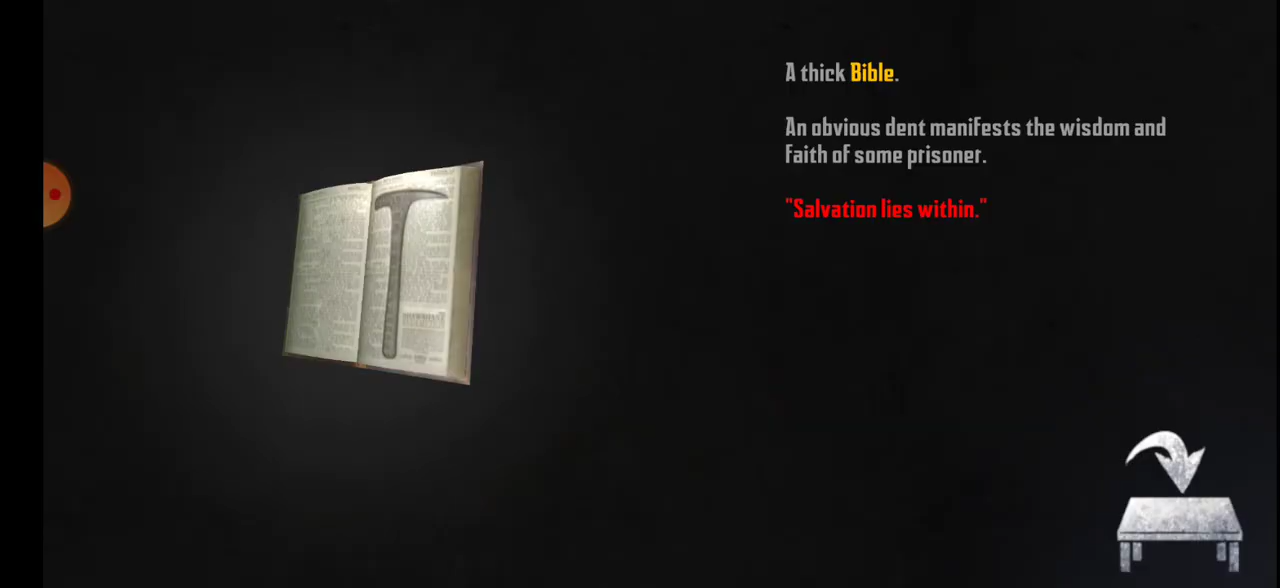 A thick Bible.
An obvious dent manifests the wisdom and
faith of some prisoner.
"Salvation lies within."